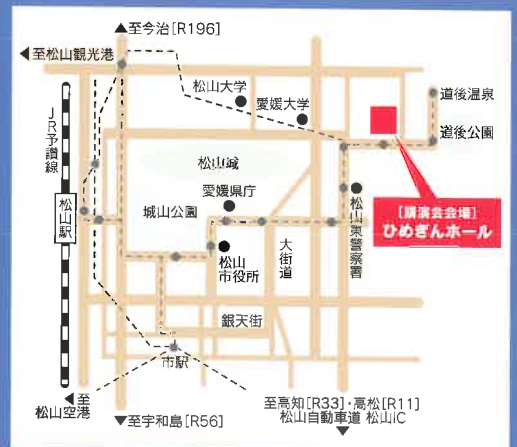 ▲至今治[R196]
◀至松山観光港
松山大学
愛媛大学
道後温泉
道後公園
JR予讃線
松山城
愛媛県庁
城山公園
松山駅
松山東警察署
[講演会会場]
ひめぎんホール
松山
市役所
大街道
銀天街
市駅
◀至
松山空港
▼至宇和島[R56]
至高知[R33]・高松[R11]
松山自動車道 松山IC
▼